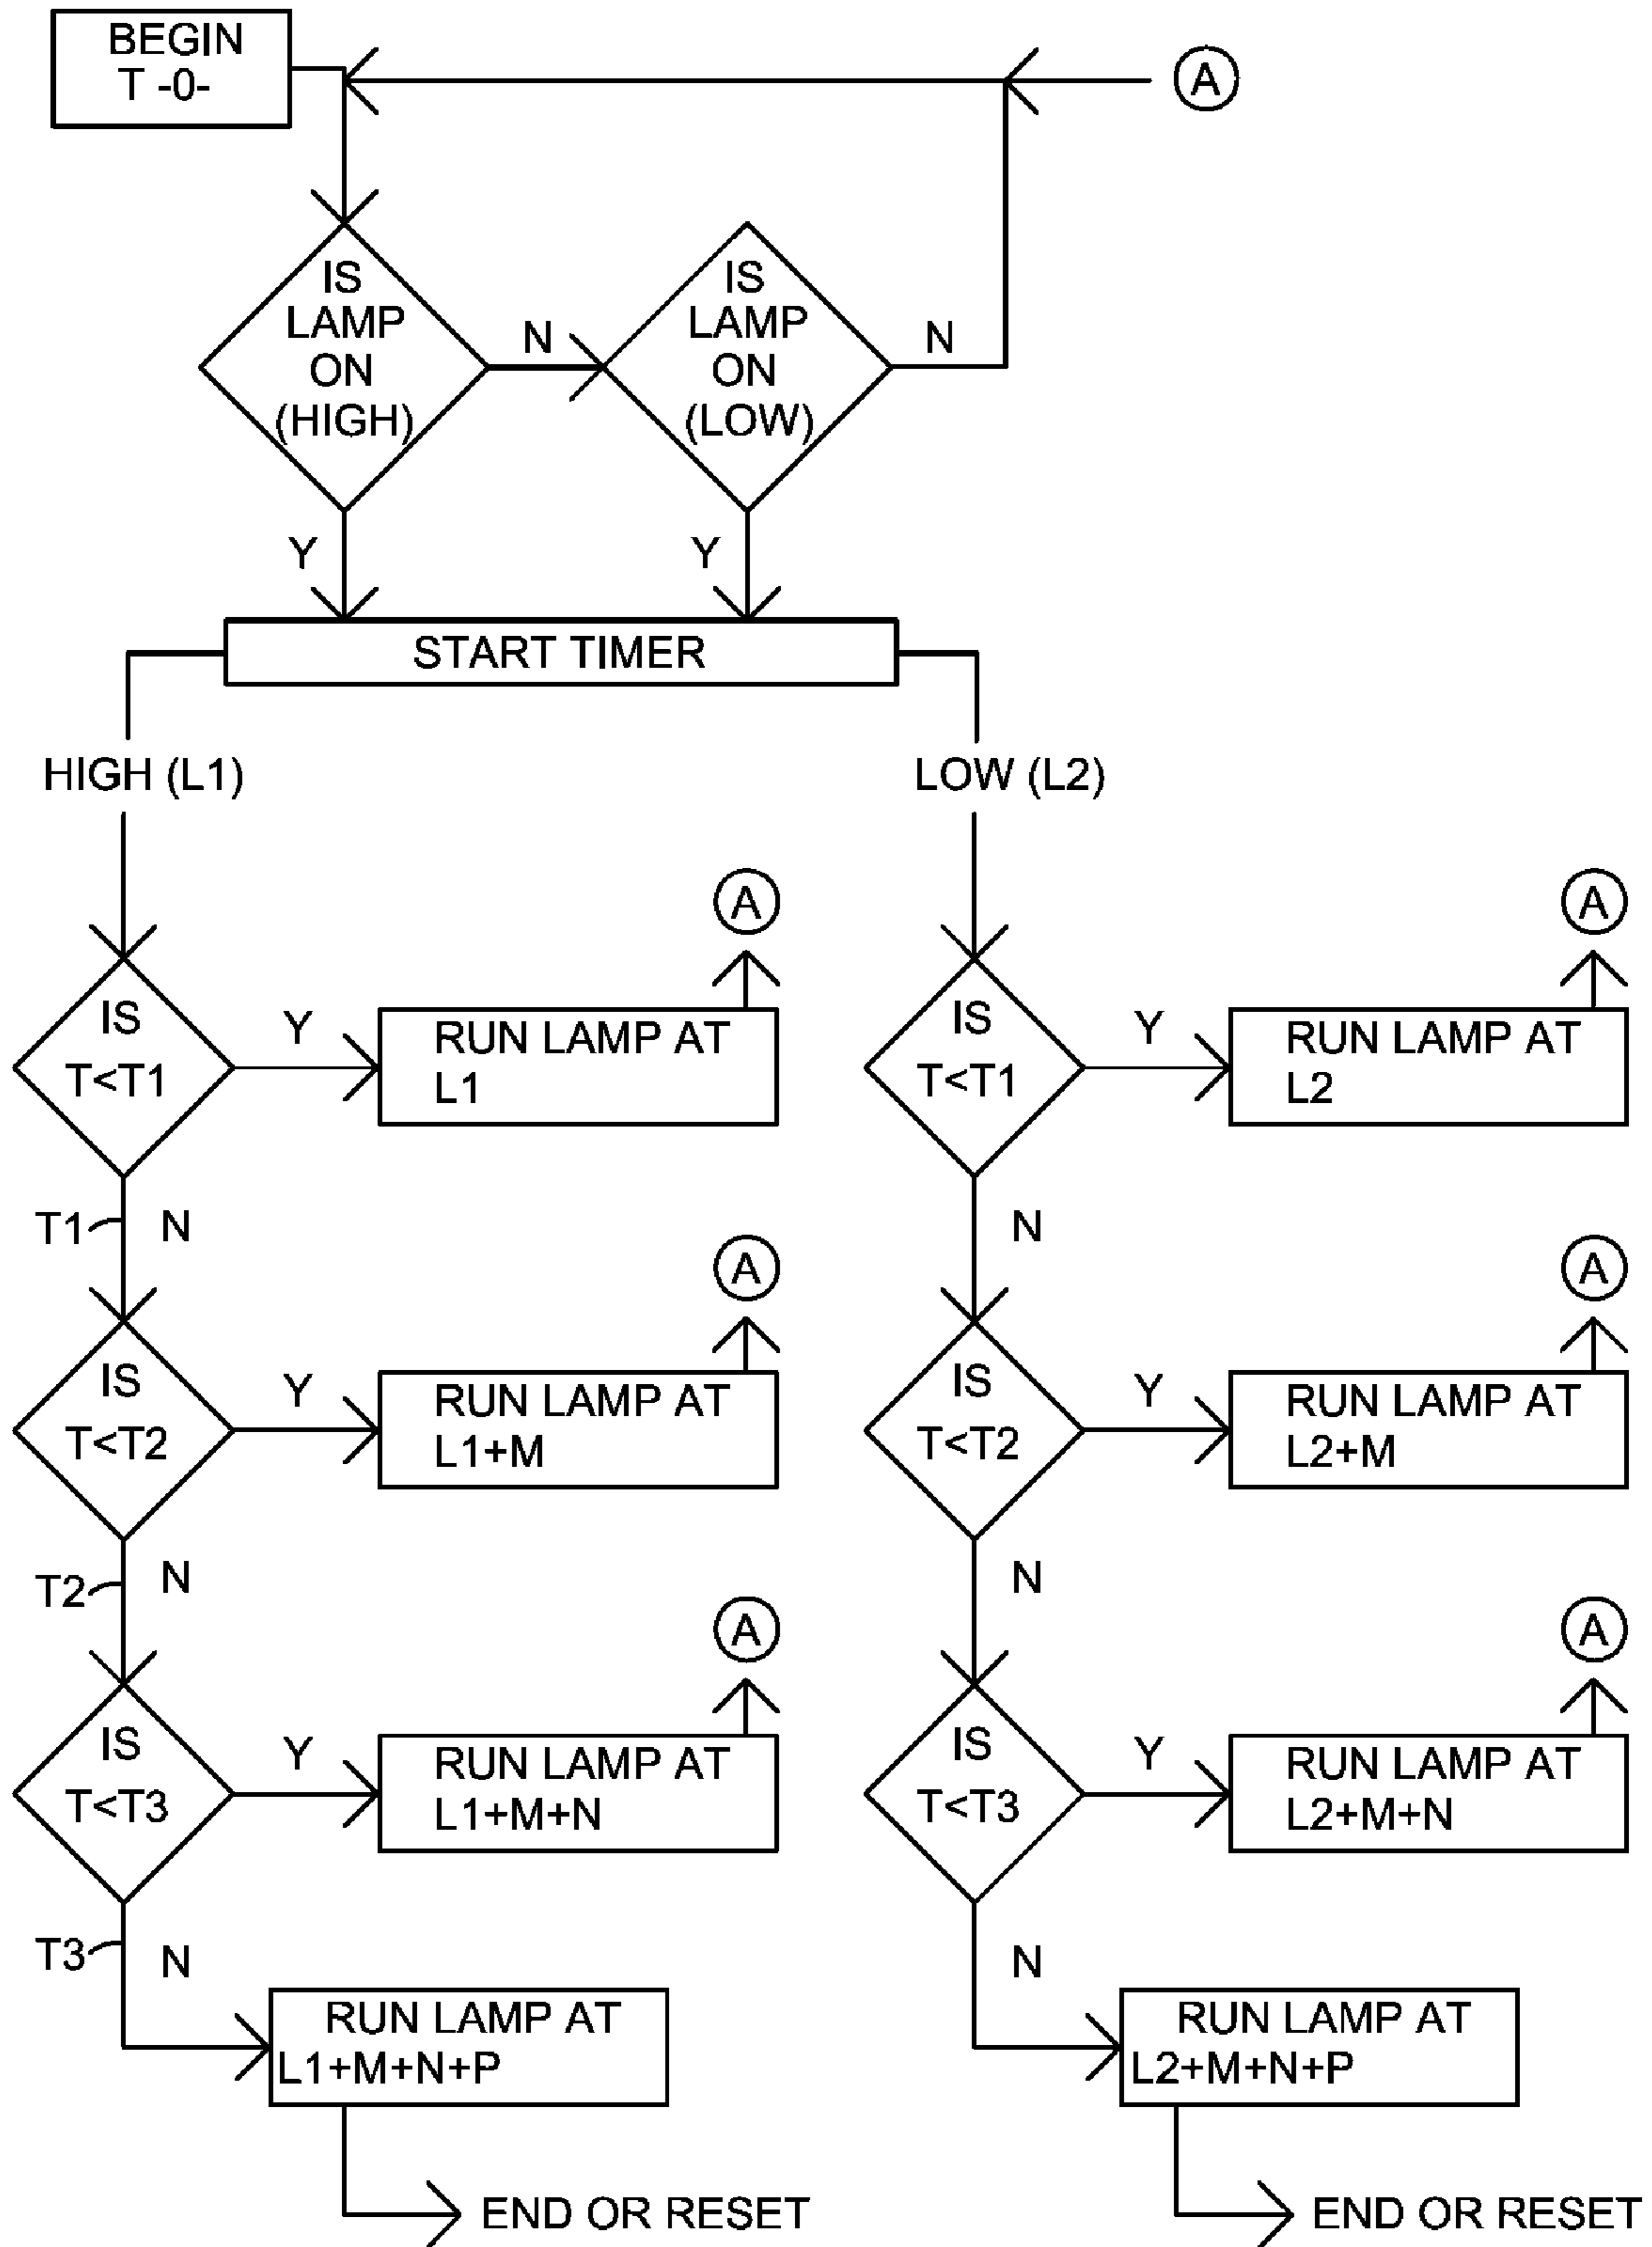 BEGIN
T -0-
A
IS
LAMP
ON
(HIGH)
N
IS
LAMP
ON
(LOW)
N
Y
Y
START TIMER
HIGH (L1)
LOW (L2)
A
A
IS
T<T1
Y
RUN LAMP AT
L1
IS
T<T1
Y
RUN LAMP AT
L2
T1
N
N
A
A
IS
T<T2
Y
RUN LAMP AT
L1+M
IS
T<T2
Y
RUN LAMP AT
L2+M
T2
N
N
A
A
IS
T<T3
Y
RUN LAMP AT
L1+M+N
IS
T<T3
Y
RUN LAMP AT
L2+M+N
T3
N
N
RUN LAMP AT
L1+M+N+P
RUN LAMP AT
L2+M+N+P
END OR RESET
END OR RESET